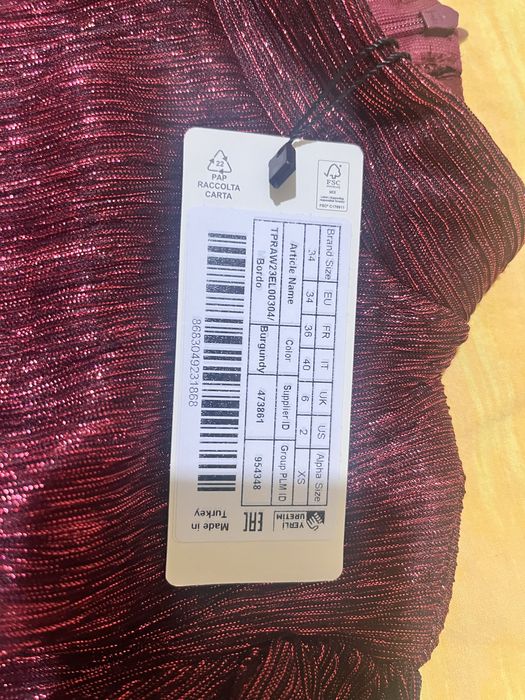 22
PAP
RACCOLTA
CARTA
FSC
MIX
Brand Size EU FR IT UK US Alpha Size
34 34 36 40 6 2 XS
Article Name Color Supplier ID Group PLM ID
TPRAW23EL00304/ Burgundy 473861 954348
Bordo
8683049231868
YERLİ
ÜRETİM
EAC
Made in
Turkey